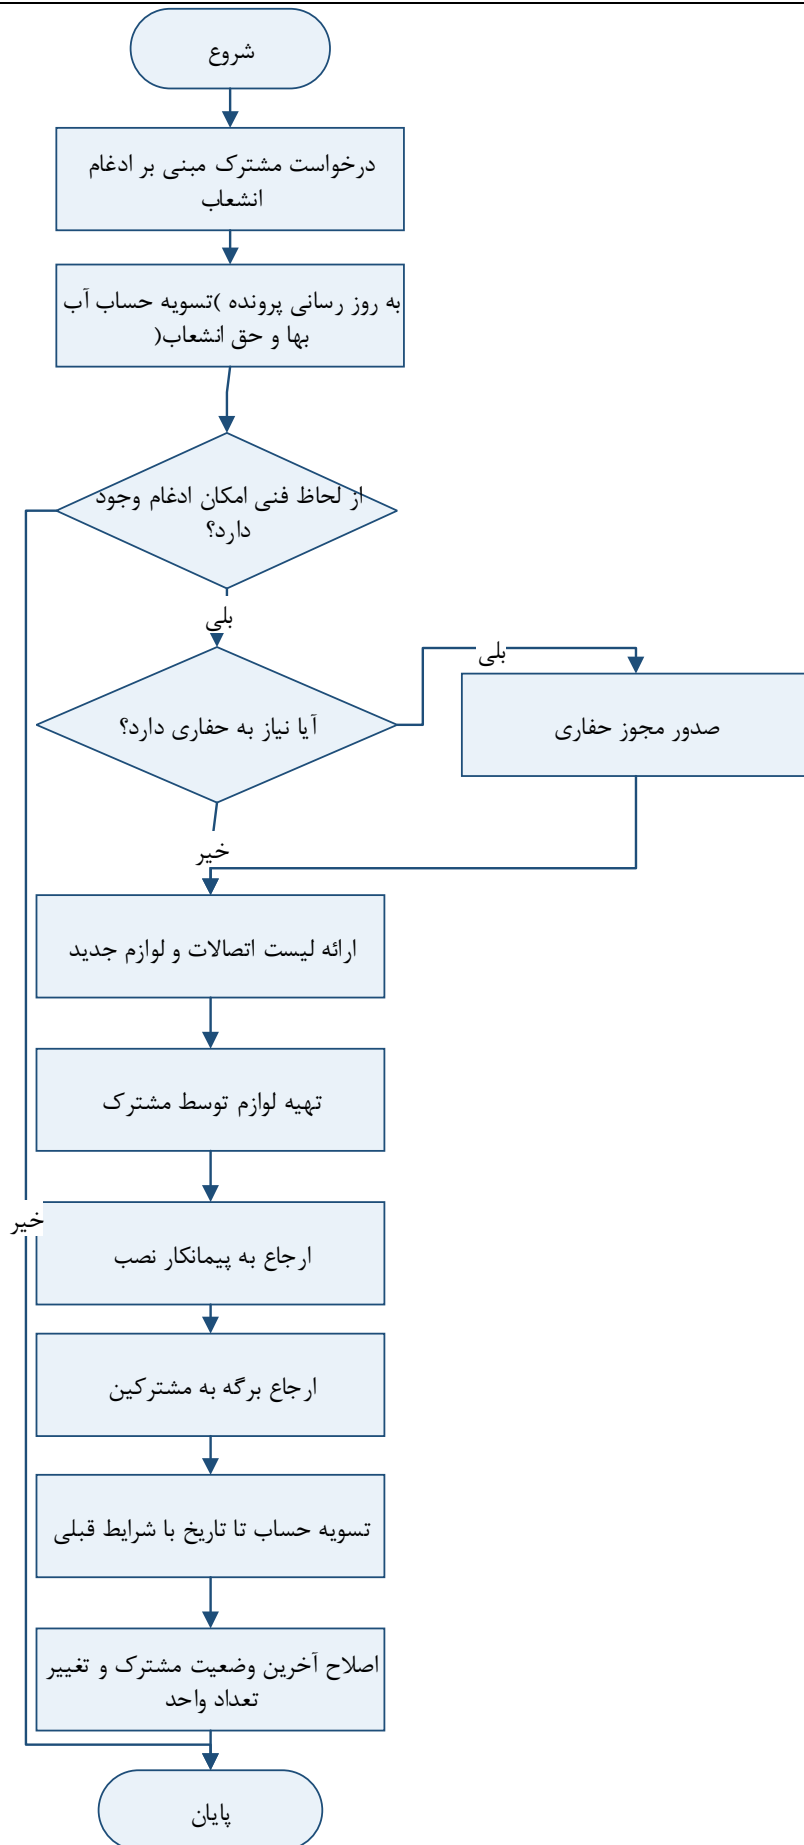 شروع
درخواست مشترک مبنی بر ادغام
انشعاب
به روز رسانی پرونده )تسویه حساب آب
بها و حق انشعاب(
از لحاظ فنی امکان ادغام وجود
دارد؟
بلی
بلی
آیا نیاز به حفاری دارد؟
صدور مجوز حفاری
خیر
ارائه لیست اتصالات و لوازم جدید
تهیه لوازم توسط مشترک
خیر
ارجاع به پیمانکار نصب
ارجاع برگه به مشترکین
تسویه حساب تا تاریخ با شرایط قبلی
اصلاح آخرین وضعیت مشترک و تغییر
تعداد واحد
پایان